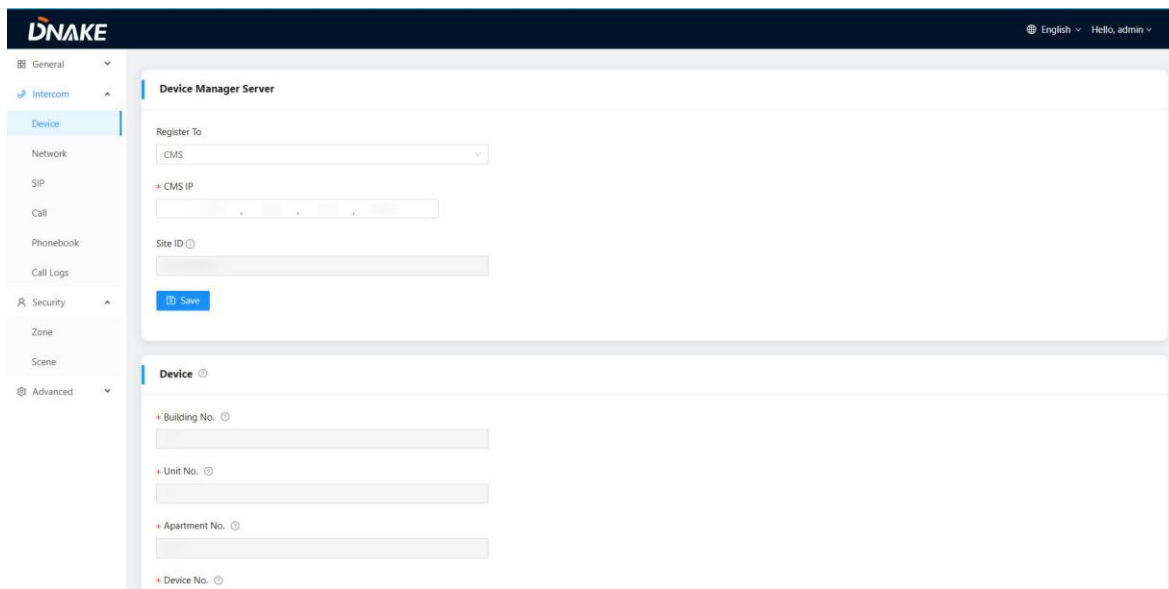 DNAKE
English
Hello, admin
General
Intercom
Device
Network
SIP
Call
Phonebook
Call Logs
Security
Zone
Scene
Advanced
Device Manager Server
Register To
CMS
* CMS IP
Site ID
Save
Device
* Building No.
* Unit No.
* Apartment No.
* Device No.